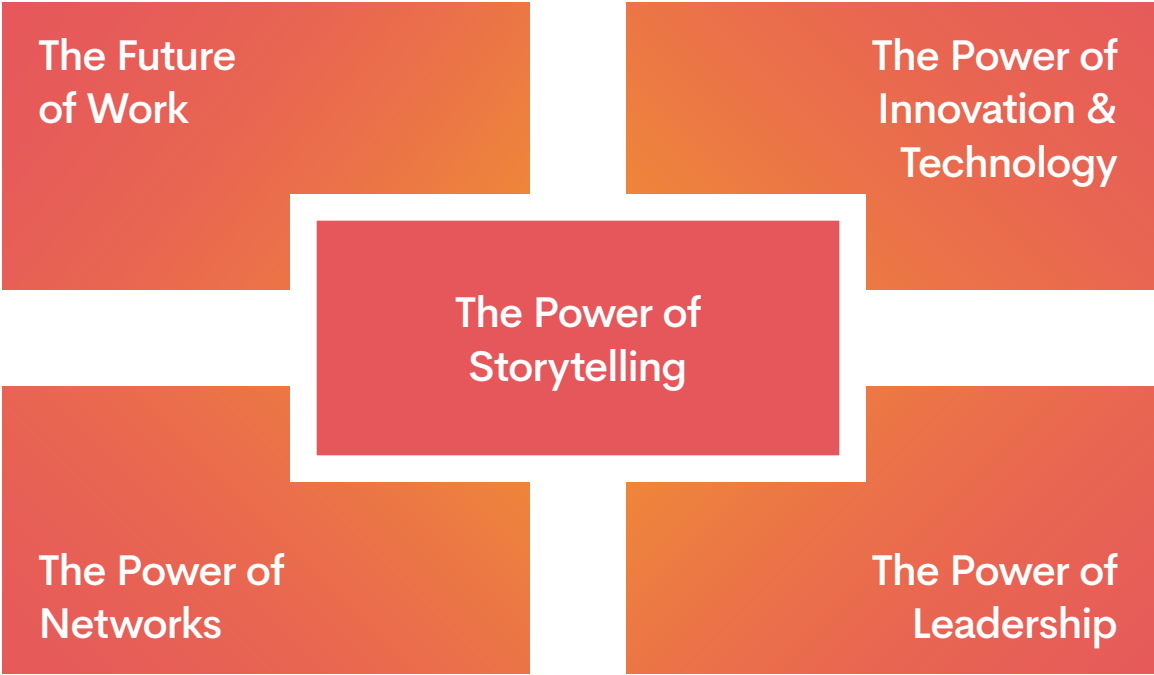 The Future
of Work
The Power of
Innovation &
Technology
The Power of
Storytelling
The Power of
Networks
The Power of
Leadership